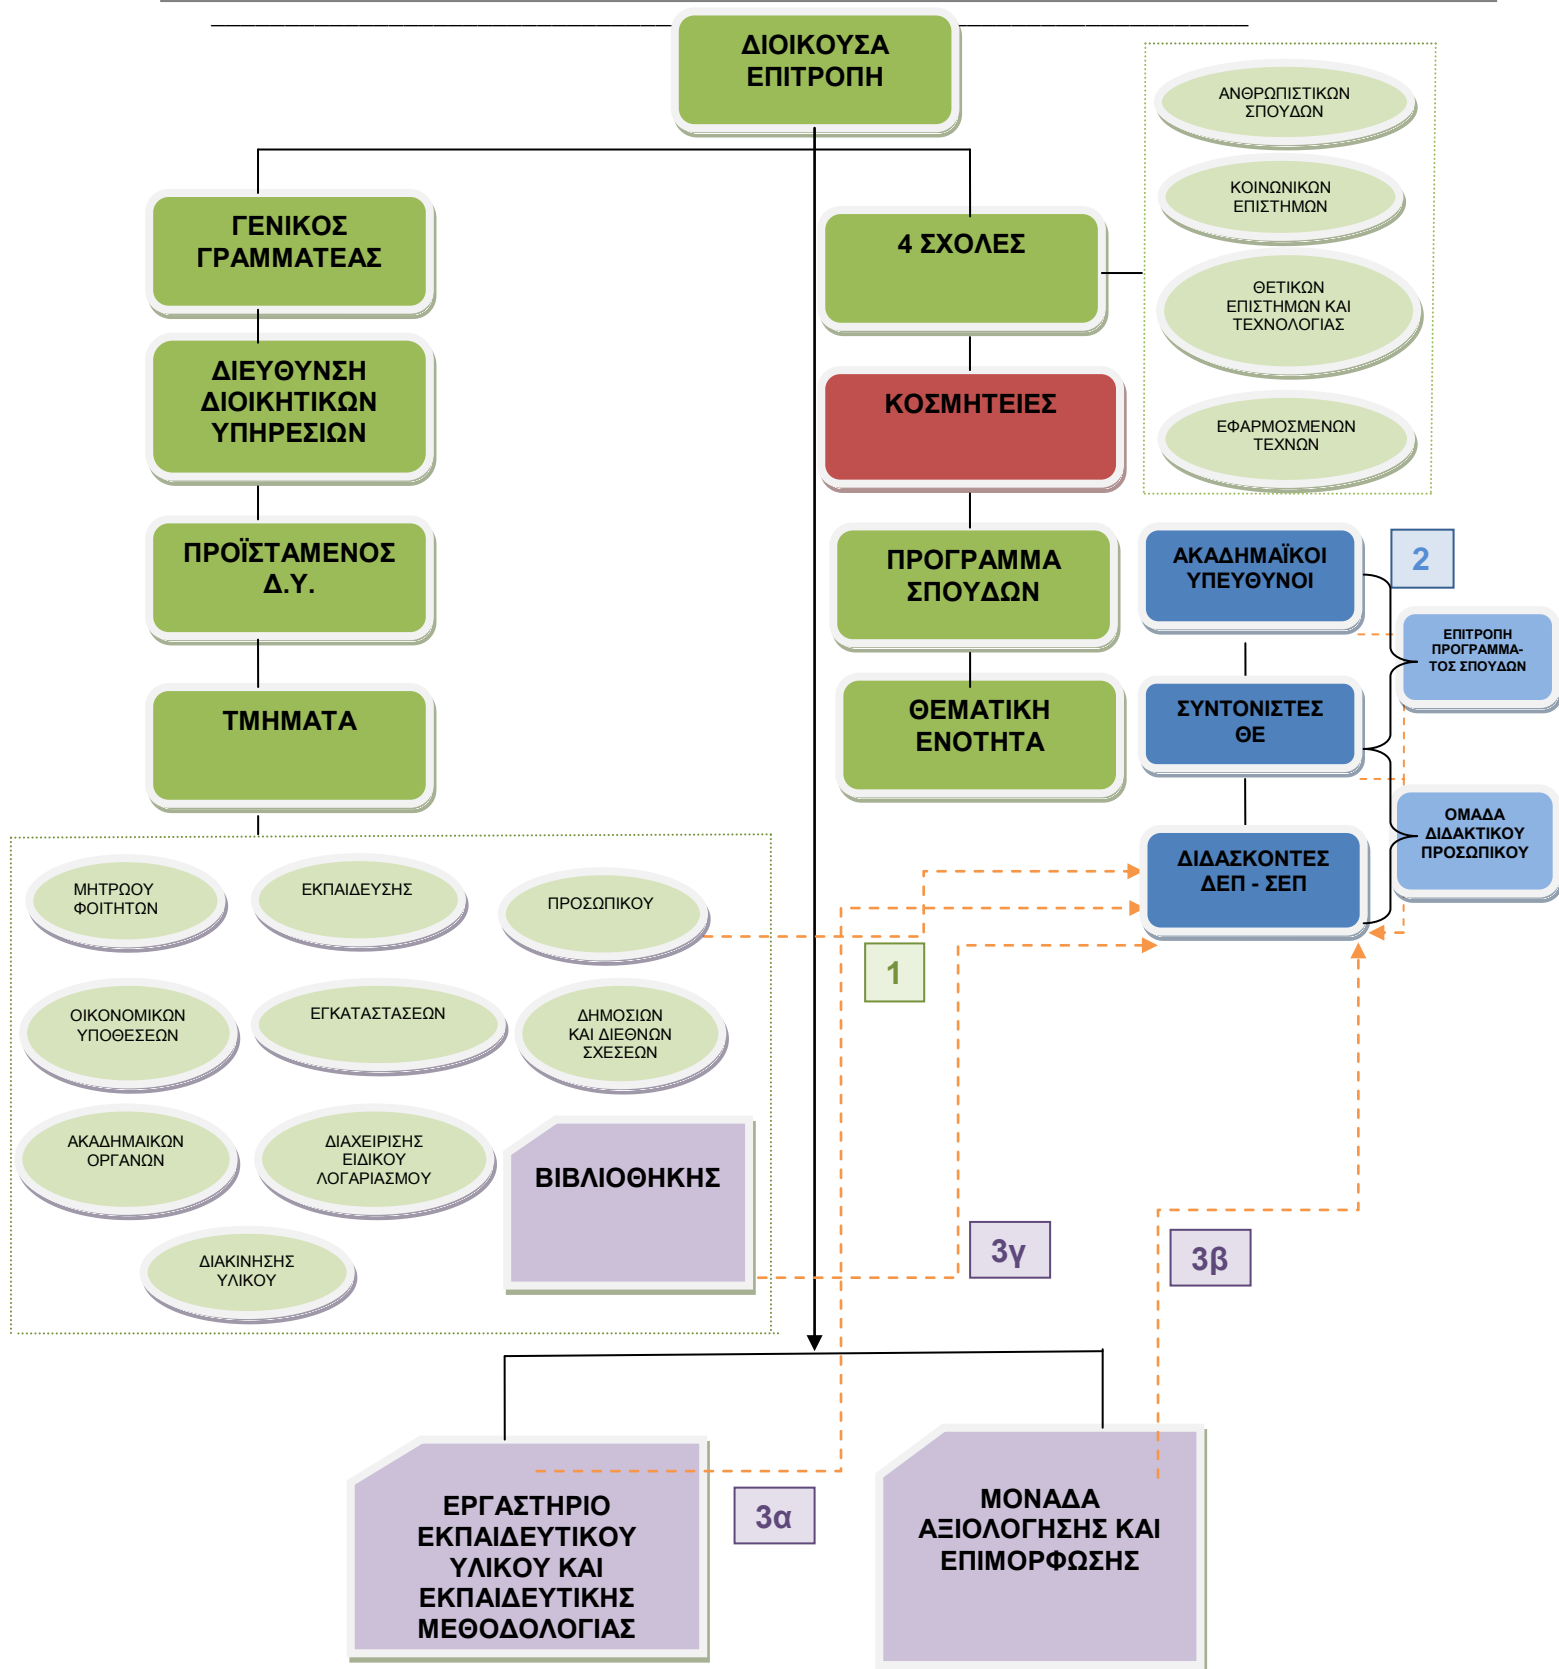 ΔΙΟΙΚΟΥΣΑ
ΕΠΙΤΡΟΠΗ
ΑΝΘΡΩΠΙΣΤΙΚΩΝ
ΣΠΟΥΔΩΝ
ΚΟΙΝΩΝΙΚΩΝ
ΕΠΙΣΤΗΜΩΝ
ΘΕΤΙΚΩΝ
ΕΠΙΣΤΗΜΩΝ ΚΑΙ
ΤΕΧΝΟΛΟΓΙΑΣ
ΕΦΑΡΜΟΣΜΕΝΩΝ
ΤΕΧΝΩΝ
ΓΕΝΙΚΟΣ
ΓΡΑΜΜΑΤΕΑΣ
4 ΣΧΟΛΕΣ
ΔΙΕΥΘΥΝΣΗ
ΔΙΟΙΚΗΤΙΚΩΝ
ΥΠΗΡΕΣΙΩΝ
ΚΟΣΜΗΤΕΙΕΣ
ΠΡΟΪΣΤΑΜΕΝΟΣ
Δ.Υ.
ΠΡΟΓΡΑΜΜΑ
ΣΠΟΥΔΩΝ
ΑΚΑΔΗΜΑΪΚΟΙ
ΥΠΕΥΘΥΝΟΙ
2
ΕΠΙΤΡΟΠΗ
ΠΡΟΓΡΑΜΜΑ-
ΤΟΣ ΣΠΟΥΔΩΝ
ΤΜΗΜΑΤΑ
ΘΕΜΑΤΙΚΗ
ΕΝΟΤΗΤΑ
ΣΥΝΤΟΝΙΣΤΕΣ
ΘΕ
ΟΜΑΔΑ
ΔΙΔΑΚΤΙΚΟΥ
ΠΡΟΣΩΠΙΚΟΥ
ΔΙΔΑΣΚΟΝΤΕΣ
ΔΕΠ - ΣΕΠ
ΜΗΤΡΩΟΥ
ΦΟΙΤΗΤΩΝ
ΕΚΠΑΙΔΕΥΣΗΣ
ΠΡΟΣΩΠΙΚΟΥ
1
ΟΙΚΟΝΟΜΙΚΩΝ
ΥΠΟΘΕΣΕΩΝ
ΕΓΚΑΤΑΣΤΑΣΕΩΝ
ΔΗΜΟΣΙΩΝ
ΚΑΙ ΔΙΕΘΝΩΝ
ΣΧΕΣΕΩΝ
ΑΚΑΔΗΜΑΙΚΩΝ
ΟΡΓΑΝΩΝ
ΔΙΑΧΕΙΡΙΣΗΣ
ΕΙΔΙΚΟΥ
ΛΟΓΑΡΙΑΣΜΟΥ
ΒΙΒΛΙΟΘΗΚΗΣ
ΔΙΑΚΙΝΗΣΗΣ
ΥΛΙΚΟΥ
3γ
3β
ΕΡΓΑΣΤΗΡΙΟ
ΕΚΠΑΙΔΕΥΤΙΚΟΥ
ΥΛΙΚΟΥ ΚΑΙ
ΕΚΠΑΙΔΕΥΤΙΚΗΣ
ΜΕΘΟΔΟΛΟΓΙΑΣ
3α
ΜΟΝΑΔΑ
ΑΞΙΟΛΟΓΗΣΗΣ ΚΑΙ
ΕΠΙΜΟΡΦΩΣΗΣ